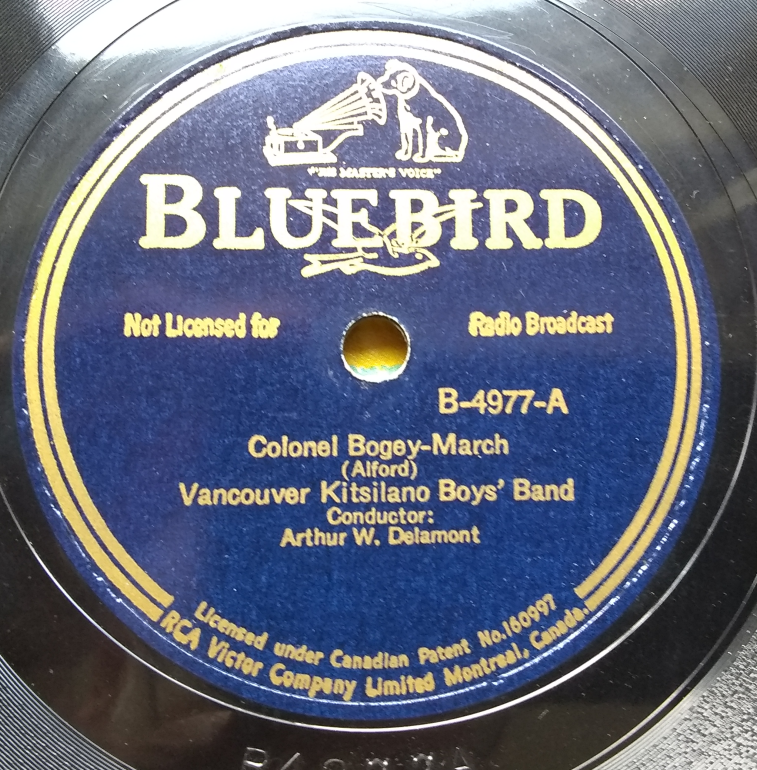 "HIS MASTER'S VOICE"
BLUEBIRD
Not Licensed for Radio Broadcast
B-4977-A
Colonel Bogey-March
(Alford)
Vancouver Kitsilano Boys' Band
Conductor:
Arthur W. Delamont
Licensed under Canadian Patent No.160997
RCA Victor Company Limited Montreal, Canada.